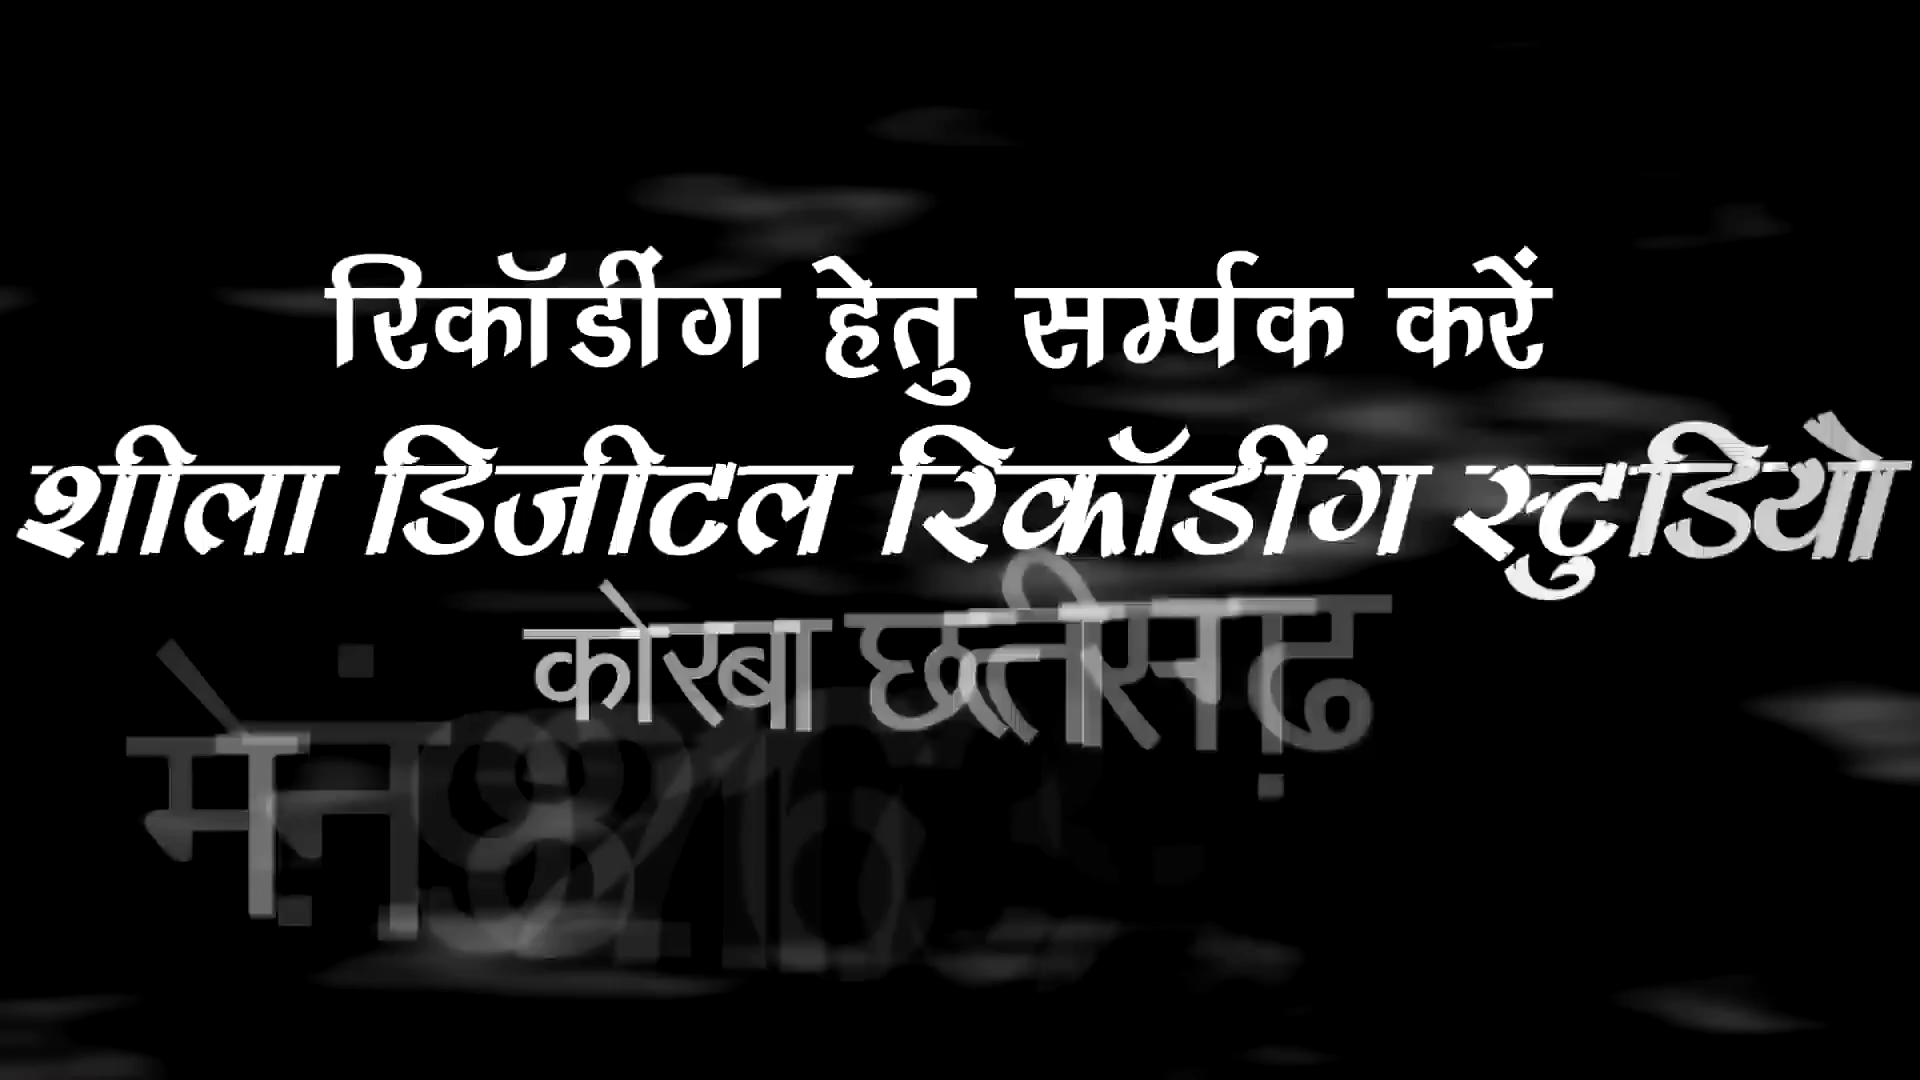 रिकॉर्डींग हेतु सर्म्पक करें
शीला डिजीटल रिकॉडींग स्टुडियो
कोरबा छत्तीसगढ़